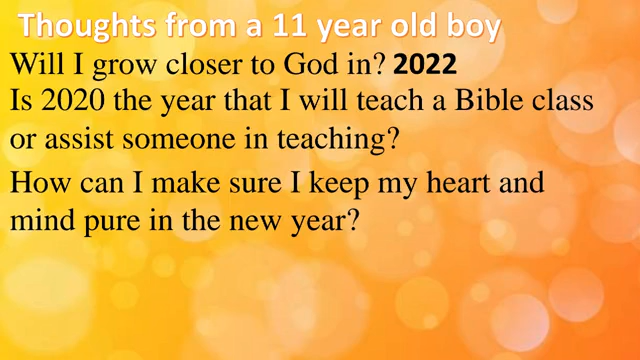 Thoughts from a 11 year old boy
Will I grow closer to God in? 2022
Is 2020 the year that I will teach a Bible class
or assist someone in teaching?
How can I make sure I keep my heart and
mind pure in the new year?